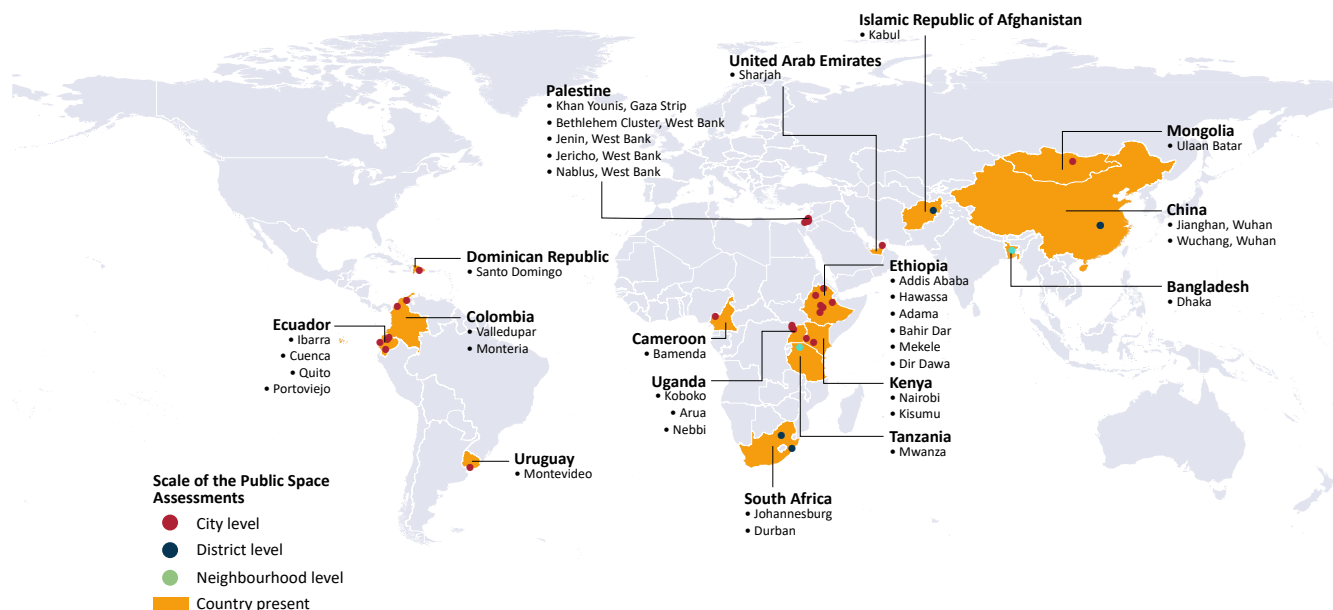 Islamic Republic of Afghanistan
• Kabul
United Arab Emirates
• Sharjah
Palestine
• Khan Younis, Gaza Strip
• Bethlehem Cluster, West Bank
• Jenin, West Bank
• Jericho, West Bank
• Nablus, West Bank
Mongolia
• Ulaan Batar
China
• Jianghan, Wuhan
• Wuchang, Wuhan
Bangladesh
• Dhaka
Dominican Republic
• Santo Domingo
Colombia
• Valledupar
• Monteria
Ecuador
• Ibarra
• Cuenca
• Quito
• Portoviejo
Uruguay
• Montevideo
Cameroon
• Bamenda
Uganda
• Koboko
• Arua
• Nebbi
Ethiopia
• Addis Ababa
• Hawassa
• Adama
• Bahir Dar
• Mekele
• Dir Dawa
Kenya
• Nairobi
• Kisumu
Tanzania
• Mwanza
South Africa
• Johannesburg
• Durban
Scale of the Public Space
Assessments
City level
District level
Neighbourhood level
Country present